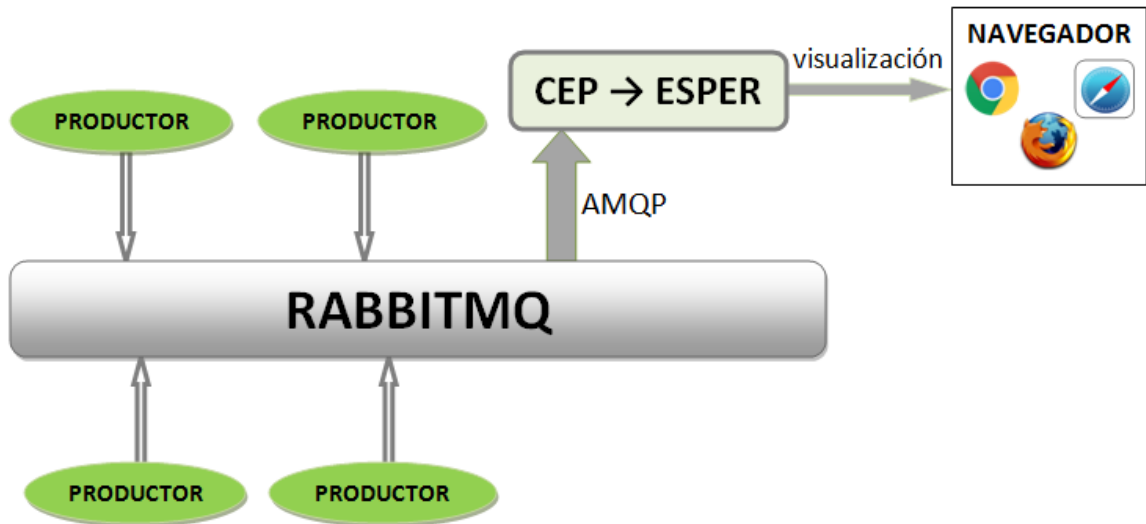 NAVEGADOR
visualización
CEP → ESPER
PRODUCTOR
PRODUCTOR
AMQP
RABBITMQ
PRODUCTOR
PRODUCTOR